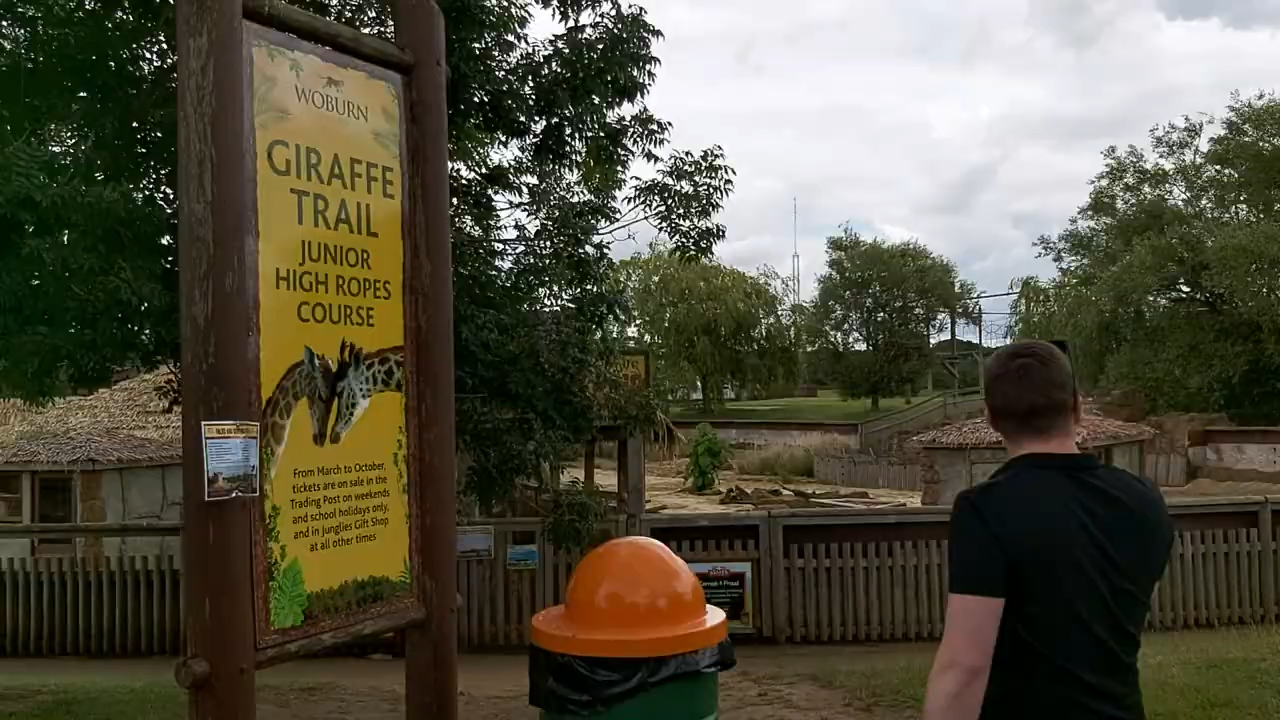 WOBURN
GIRAFFE
TRAIL
JUNIOR
HIGH ROPES
COURSE
From March to October,
tickets are on sale in the
Trading Post on weekends
and school holidays only,
and in Junglies Gift Shop
at all other times